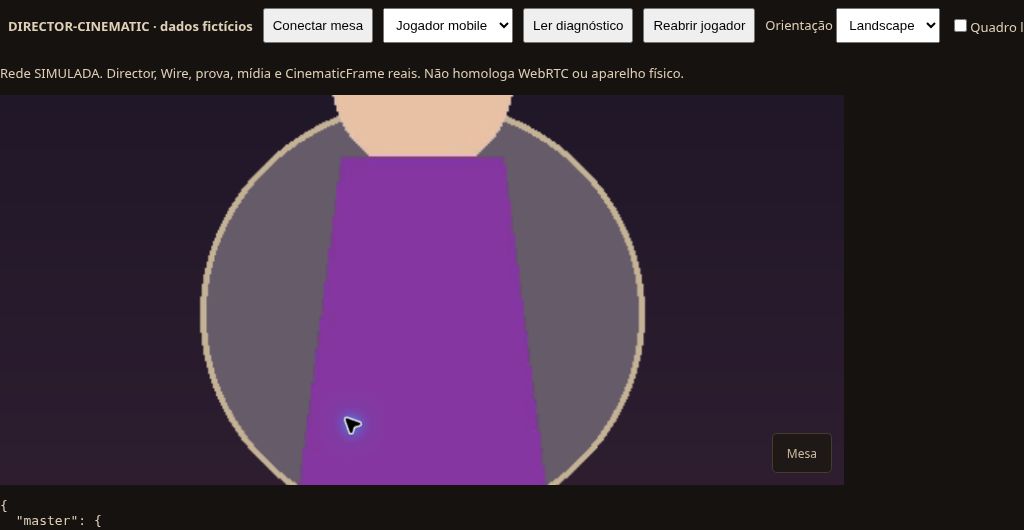 DIRECTOR-CINEMATIC · dados fictícios Conectar mesa Jogador mobile Ler diagnóstico Reabrir jogador Orientação Landscape Quadro
Rede SIMULADA. Director, Wire, prova, mídia e CinematicFrame reais. Não homologa WebRTC ou aparelho físico.
Mesa
{
"master": {